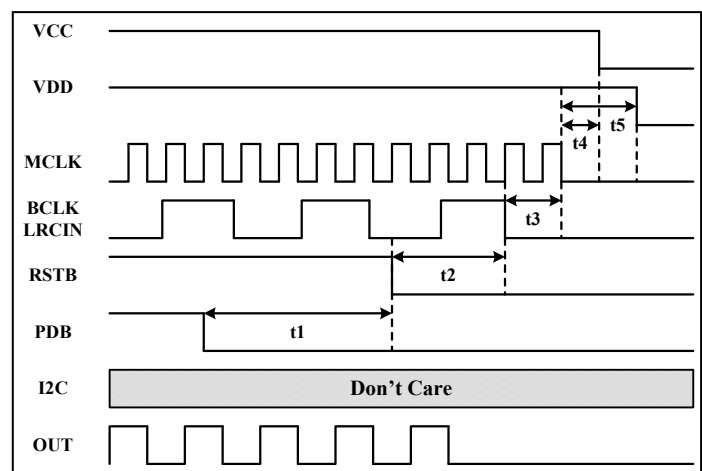 VCC
VDD
t5
t4
MCLK
BCLK
LRCIN
t3
RSTB
t2
PDB
t1
I2C
Don't Care
OUT